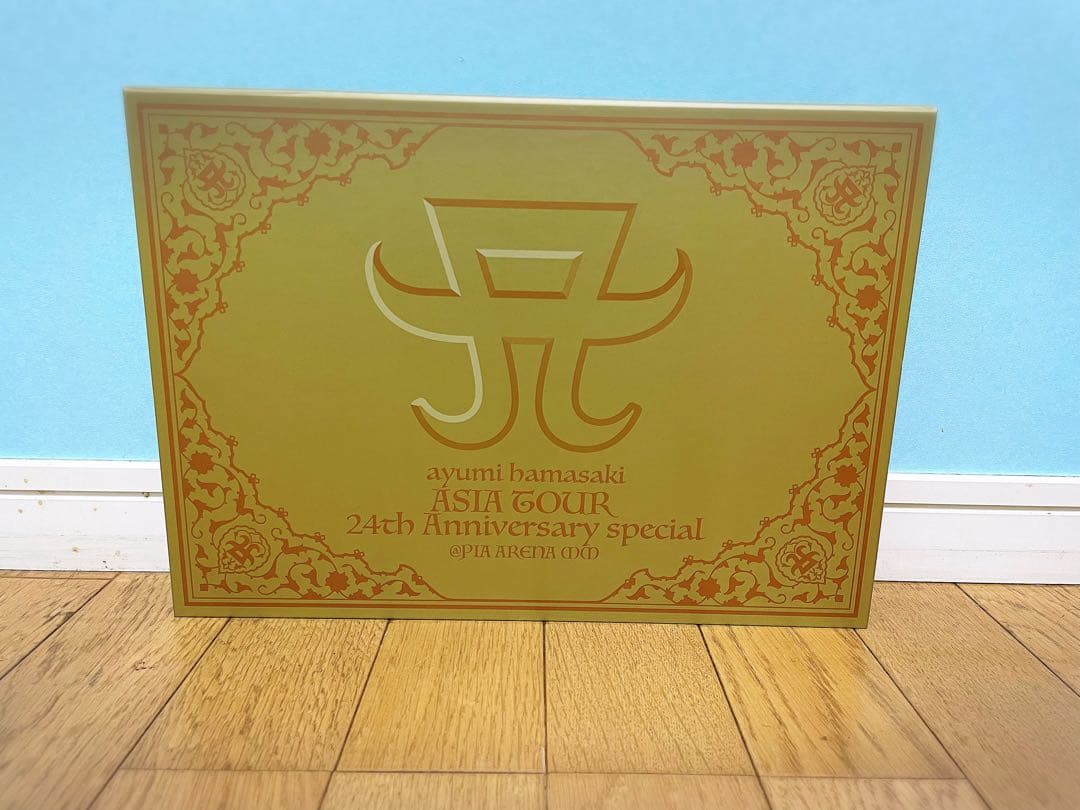 A
ayumi hamasaki
ASIA TOUR
24th Anniversary special
@PIA ARENA MM